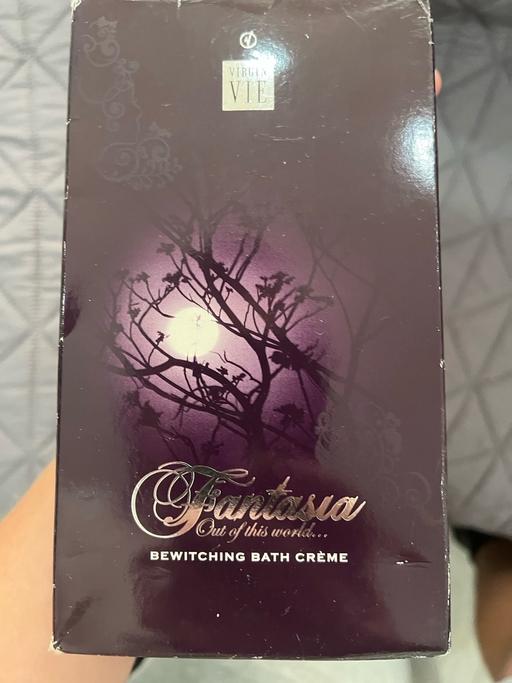 VIRGIN
VIE
Fantasia
Out of this world...
BEWITCHING BATH CRÈME